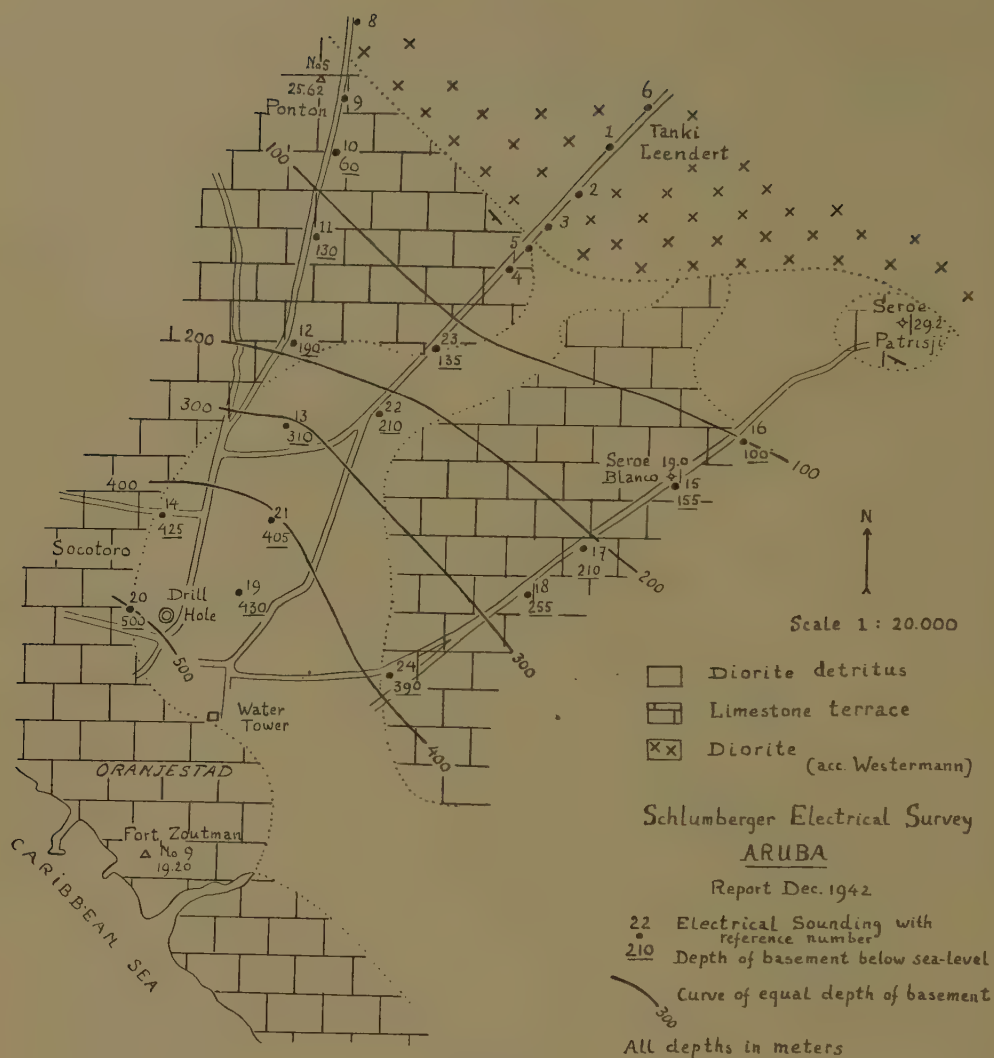 8
No 5
25.62
Ponton
9
6
Tanki
Leendert
1
10
60
100
2
3
11
130
5
4
Seroe
29.2
Patrisji
12
190
200
23
135
300
13
310
22
210
16
100
100
Seroe 19.0
Blanco
15
155
400
14
425
21
405
17
210
200
N
Socotoro
Drill
Hole
19
430
18
255
20
500
500
Scale 1 : 20.000
300
24
390
Water
Tower
400
Diorite detritus
Limestone terrace
x x Diorite
(acc. Westermann)
ORANJESTAD
Fort Zoutman
No 9
19.20
CARIBBEAN SEA
Schlumberger Electrical Survey
ARUBA
Report Dec. 1942
22 Electrical Sounding with
reference number
210 Depth of basement below sea-level
300 Curve of equal depth of basement
All depths in meters